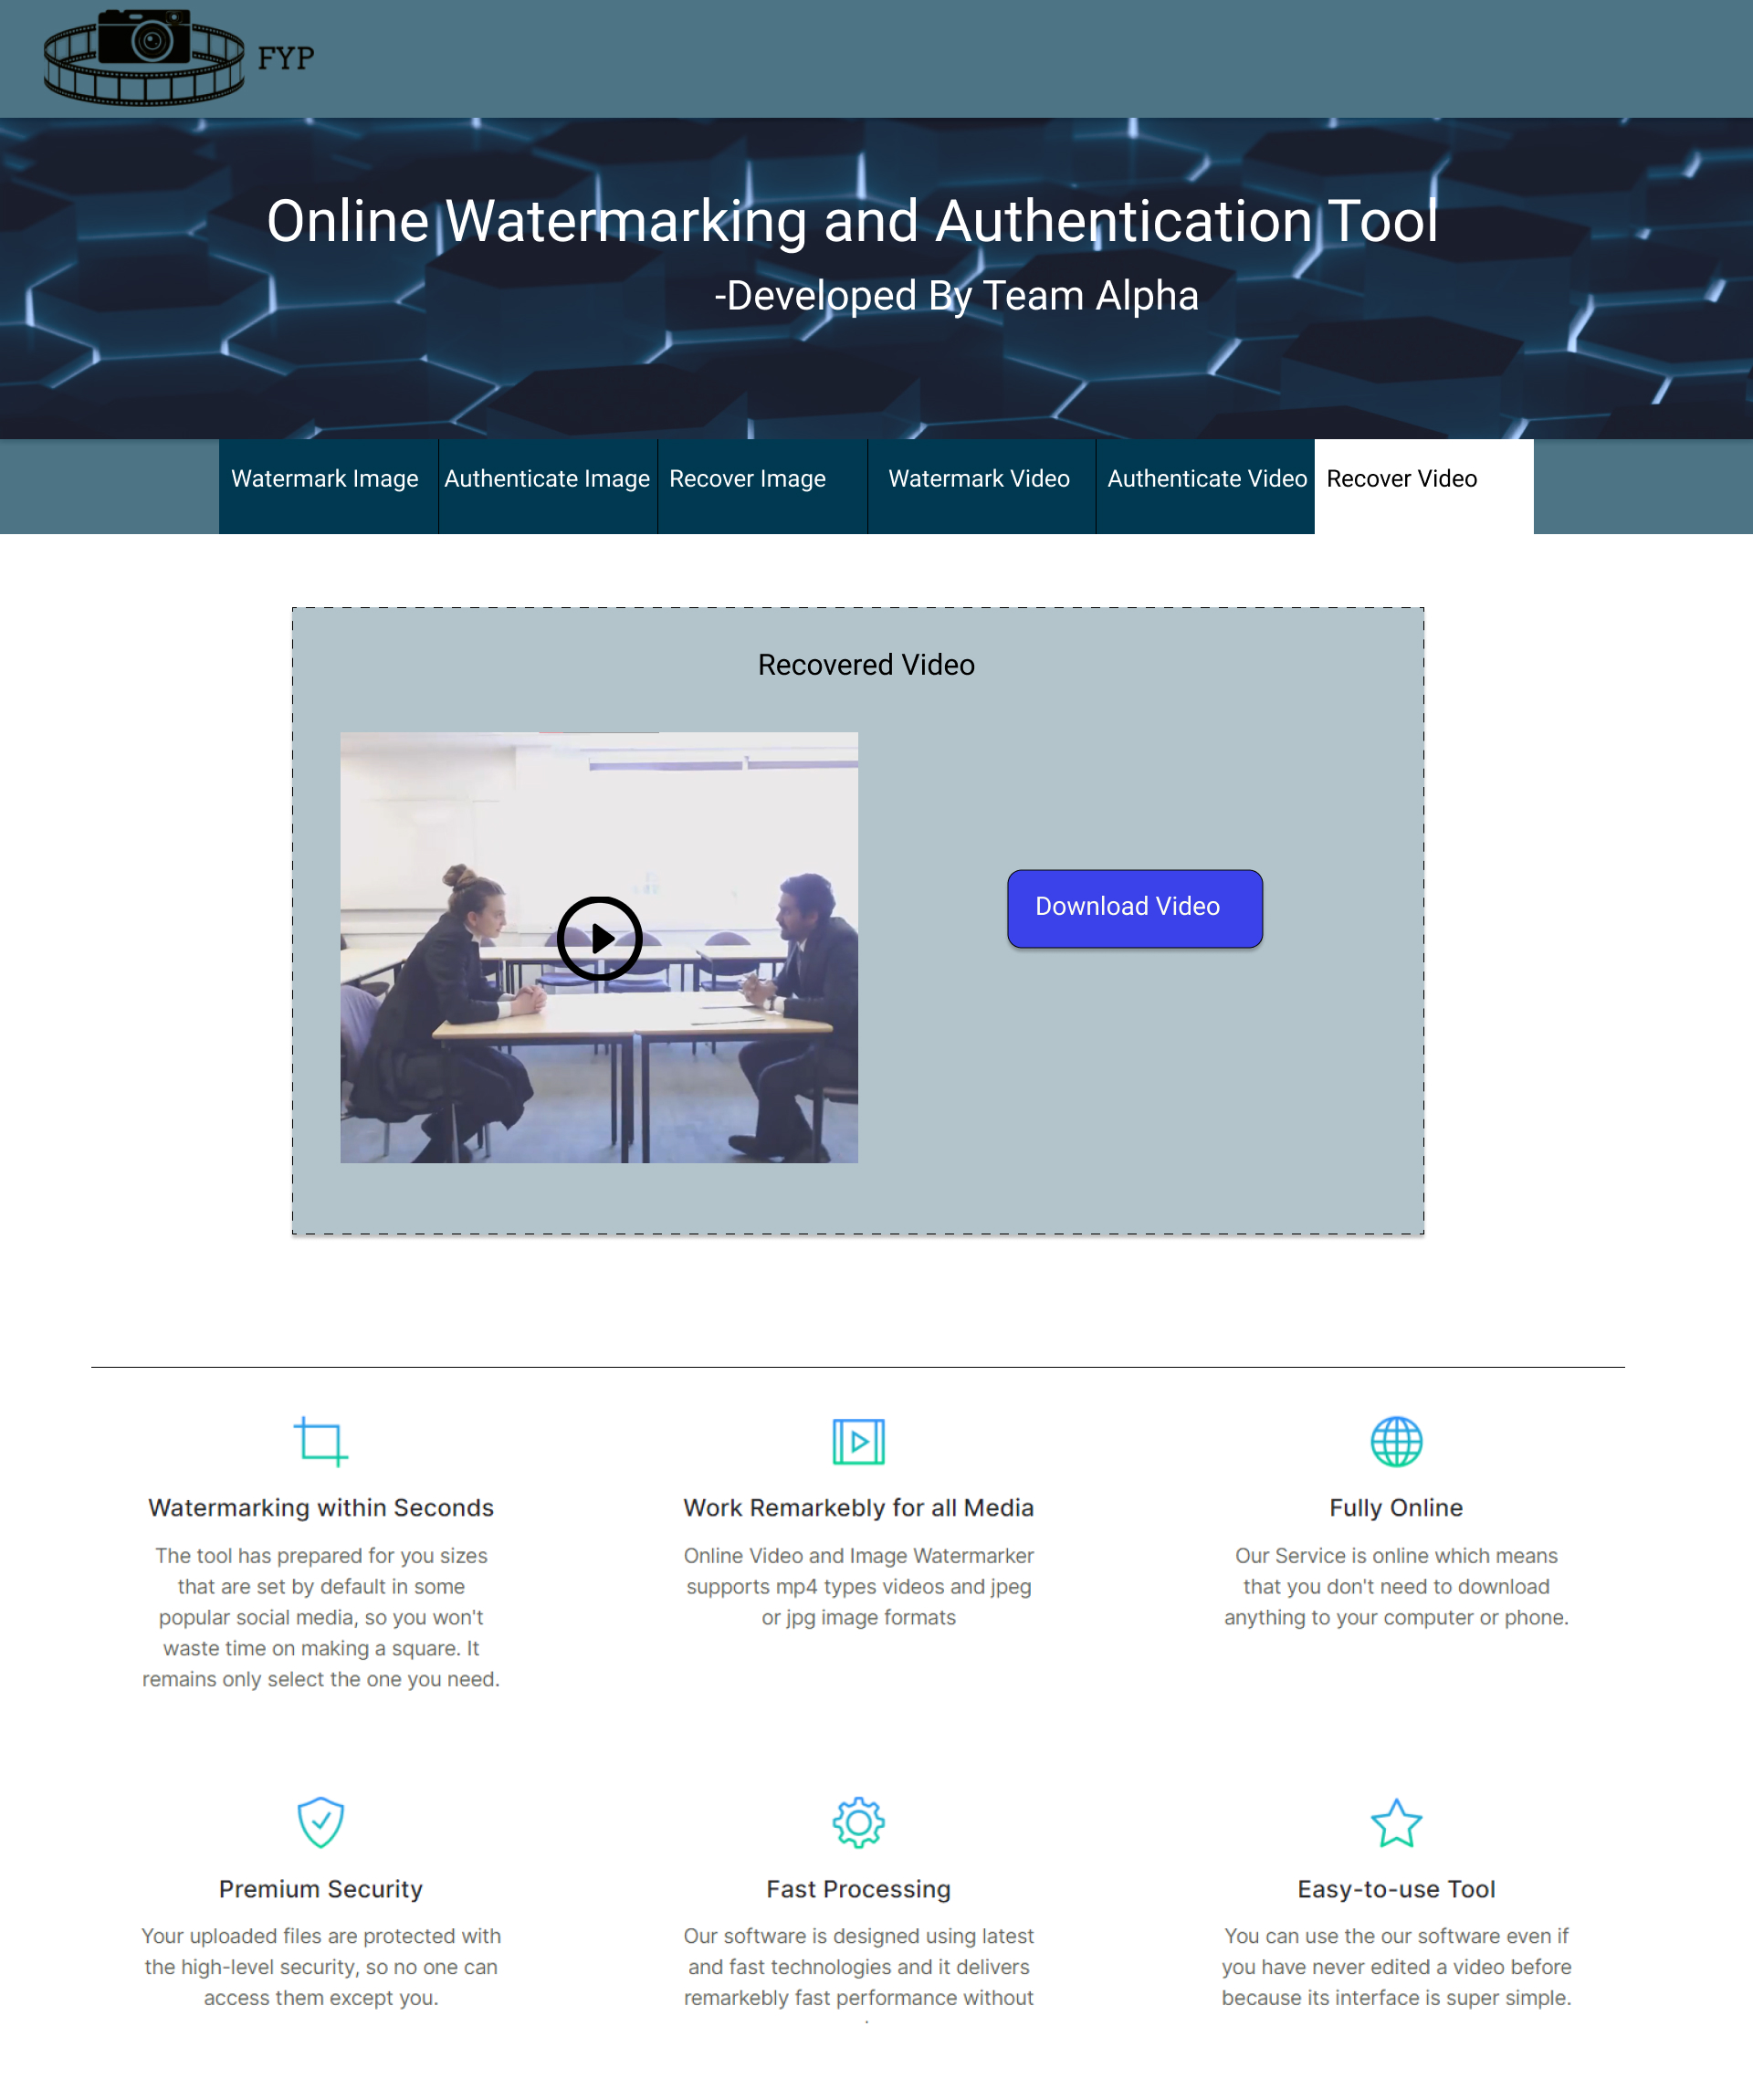 FYP
Online Watermarking and Authentication Tool
-Developed By Team Alpha
Watermark Image
Authenticate Image
Recover Image
Watermark Video
Authenticate Video
Recover Video
Recovered Video
Download Video
Watermarking within Seconds
The tool has prepared for you sizes
that are set by default in some
popular social media, so you won't
waste time on making a square. It
remains only select the one you need.
Work Remarkebly for all Media
Online Video and Image Watermarker
supports mp4 types videos and jpeg
or jpg image formats
Fully Online
Our Service is online which means
that you don't need to download
anything to your computer or phone.
Premium Security
Your uploaded files are protected with
the high-level security, so no one can
access them except you.
Fast Processing
Our software is designed using latest
and fast technologies and it delivers
remarkebly fast performance without
Easy-to-use Tool
You can use the our software even if
you have never edited a video before
because its interface is super simple.